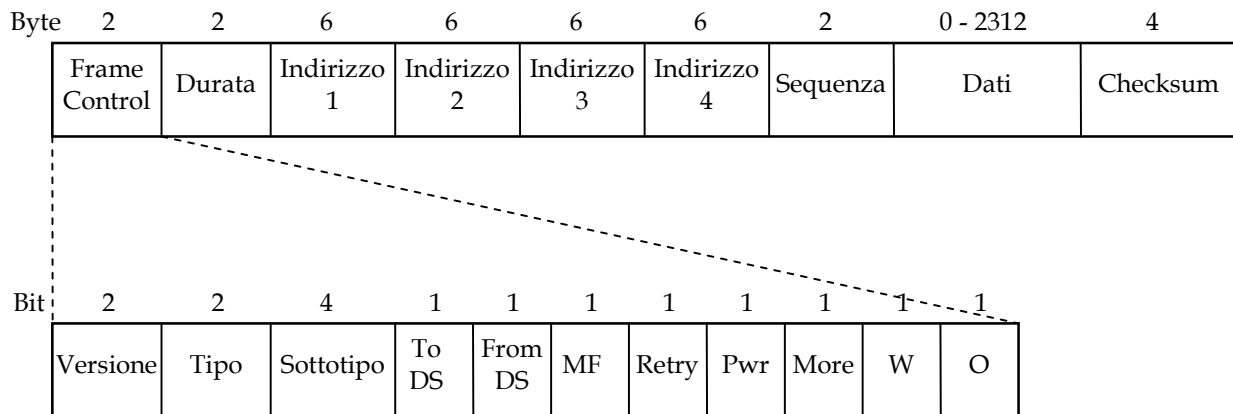 Byte 2 2 6 6 6 6 2 0 - 2312 4
Frame Control Durata Indirizzo 1 Indirizzo 2 Indirizzo 3 Indirizzo 4 Sequenza Dati Checksum
Bit 2 2 4 1 1 1 1 1 1 1 1
Versione Tipo Sottotipo To DS From DS MF Retry Pwr More W O